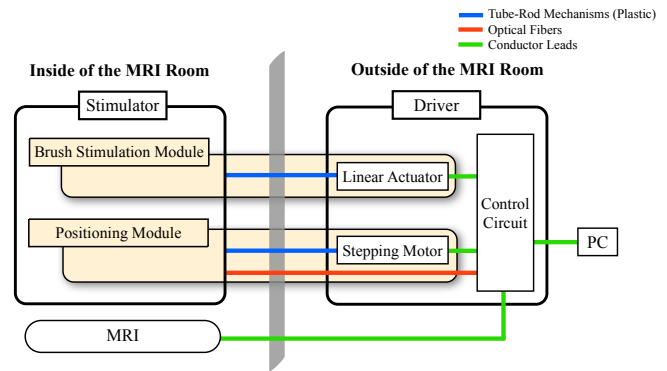 Tube-Rod Mechanisms (Plastic)
Optical Fibers
Conductor Leads
Inside of the MRI Room
Outside of the MRI Room
Stimulator
Driver
Brush Stimulation Module
Linear Actuator
Control
Circuit
Positioning Module
Stepping Motor
PC
MRI